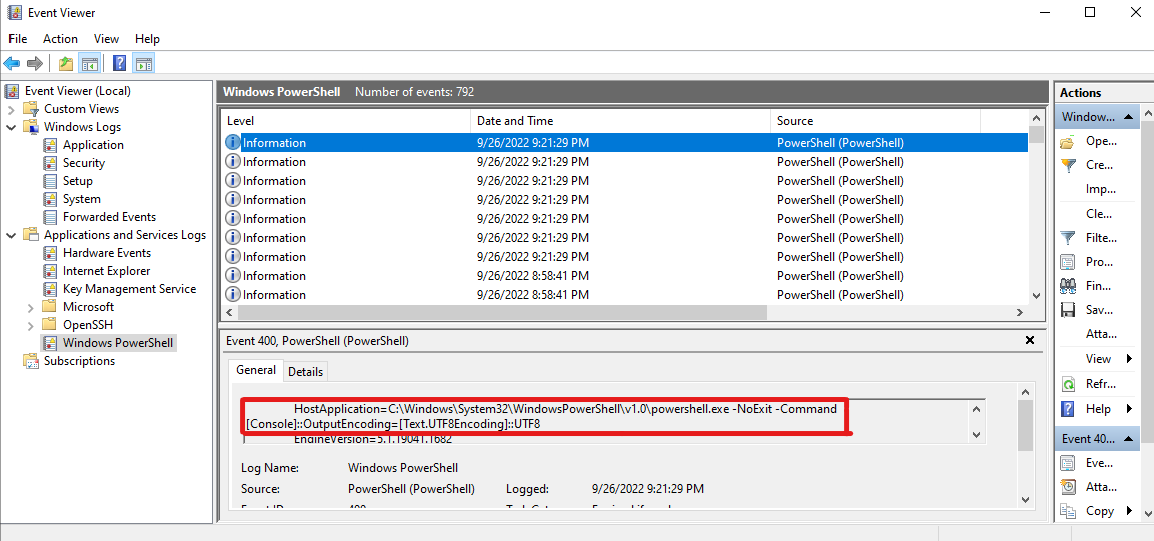 Event Viewer
File Action View Help
Event Viewer (Local)
Custom Views
Windows Logs
Application
Security
Setup
System
Forwarded Events
Applications and Services Logs
Hardware Events
Internet Explorer
Key Management Service
Microsoft
OpenSSH
Windows PowerShell
Subscriptions
Windows PowerShell Number of events: 792
Level Date and Time Source
Information 9/26/2022 9:21:29 PM PowerShell (PowerShell)
Information 9/26/2022 9:21:29 PM PowerShell (PowerShell)
Information 9/26/2022 9:21:29 PM PowerShell (PowerShell)
Information 9/26/2022 9:21:29 PM PowerShell (PowerShell)
Information 9/26/2022 9:21:29 PM PowerShell (PowerShell)
Information 9/26/2022 9:21:29 PM PowerShell (PowerShell)
Information 9/26/2022 9:21:29 PM PowerShell (PowerShell)
Information 9/26/2022 8:58:41 PM PowerShell (PowerShell)
Information 9/26/2022 8:58:41 PM PowerShell (PowerShell)
Event 400, PowerShell (PowerShell)
General Details
HostApplication=C:\Windows\System32\WindowsPowerShell\v1.0\powershell.exe -NoExit -Command
[Console]::OutputEncoding=[Text.UTF8Encoding]::UTF8
EngineVersion=5.1.19041.1682
Log Name: Windows PowerShell
Source: PowerShell (PowerShell) Logged: 9/26/2022 9:21:29 PM
Actions
Window...
Ope...
Cre...
Imp...
Cle...
Filte...
Pro...
Fin...
Sav...
Atta...
View
Refr...
Help
Event 40...
Eve...
Atta...
Copy